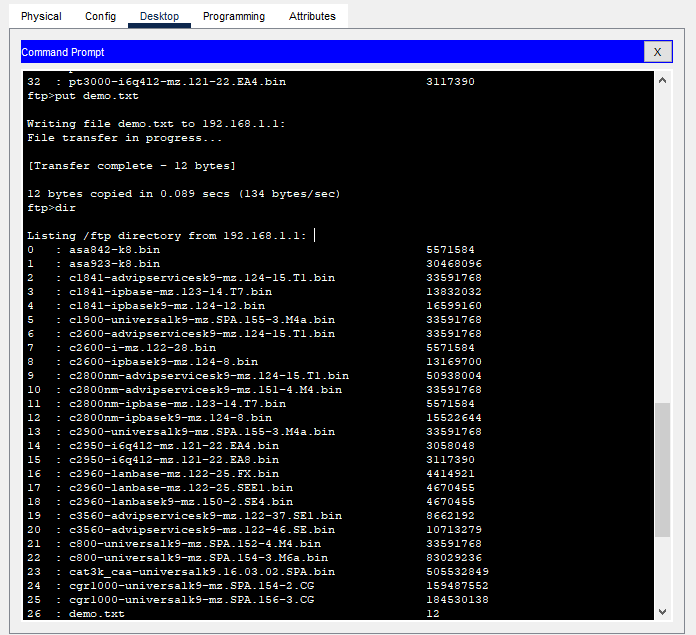 Physical Config Desktop Programming Attributes
Command Prompt X
32 : pt3000-i6q4l2-mz.121-22.EA4.bin 3117390
ftp>put demo.txt
Writing file demo.txt to 192.168.1.1:
File transfer in progress...
[Transfer complete - 12 bytes]
12 bytes copied in 0.089 secs (134 bytes/sec)
ftp>dir
Listing /ftp directory from 192.168.1.1:
0 : asa842-k8.bin 5571584
1 : asa923-k8.bin 30468096
2 : c1841-advipservicesk9-mz.124-15.T1.bin 33591768
3 : c1841-ipbase-mz.123-14.T7.bin 13832032
4 : c1841-ipbasek9-mz.124-12.bin 16599160
5 : c1900-universalk9-mz.SPA.155-3.M4a.bin 33591768
6 : c2600-advipservicesk9-mz.124-15.T1.bin 33591768
7 : c2600-i-mz.122-28.bin 5571584
8 : c2600-ipbasek9-mz.124-8.bin 13169700
9 : c2800nm-advipservicesk9-mz.124-15.T1.bin 50938004
10 : c2800nm-advipservicesk9-mz.151-4.M4.bin 33591768
11 : c2800nm-ipbase-mz.123-14.T7.bin 5571584
12 : c2800nm-ipbasek9-mz.124-8.bin 15522644
13 : c2900-universalk9-mz.SPA.155-3.M4a.bin 33591768
14 : c2950-i6q4l2-mz.121-22.EA4.bin 3058048
15 : c2950-i6q4l2-mz.121-22.EA8.bin 3117390
16 : c2960-lanbase-mz.122-25.FX.bin 4414921
17 : c2960-lanbase-mz.122-25.SEE1.bin 4670455
18 : c2960-lanbasek9-mz.150-2.SE4.bin 4670455
19 : c3560-advipservicesk9-mz.122-37.SE1.bin 8662192
20 : c3560-advipservicesk9-mz.122-46.SE.bin 10713279
21 : c800-universalk9-mz.SPA.152-4.M4.bin 33591768
22 : c800-universalk9-mz.SPA.154-3.M6a.bin 83029236
23 : cat3k_caa-universalk9.16.03.02.SPA.bin 505532849
24 : cgr1000-universalk9-mz.SPA.154-2.CG 159487552
25 : cgr1000-universalk9-mz.SPA.156-3.CG 184530138
26 : demo.txt 12